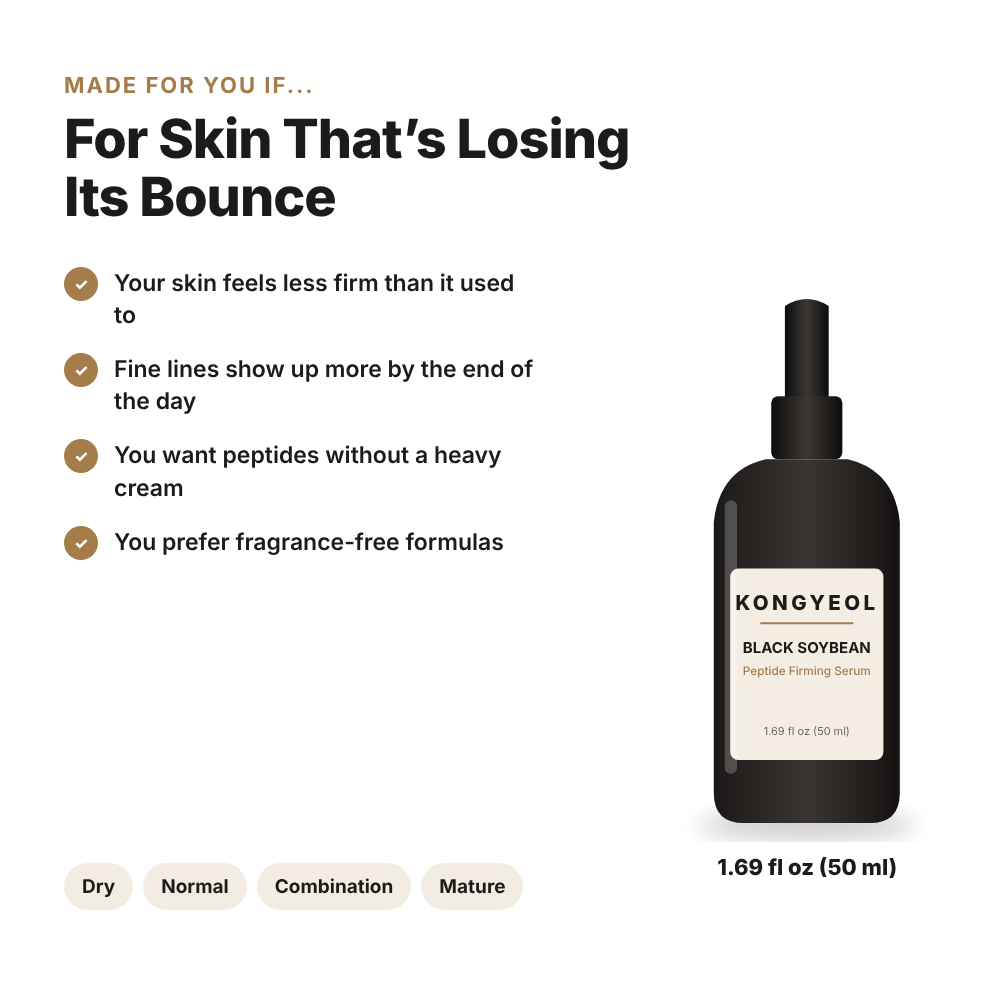 MADE FOR YOU IF...
For Skin That’s Losing
Its Bounce
Your skin feels less firm than it used
to
Fine lines show up more by the end of
the day
You want peptides without a heavy
cream
You prefer fragrance-free formulas
KONGYEOL
BLACK SOYBEAN
Peptide Firming Serum
1.69 fl oz (50 ml)
1.69 fl oz (50 ml)
Dry
Normal
Combination
Mature